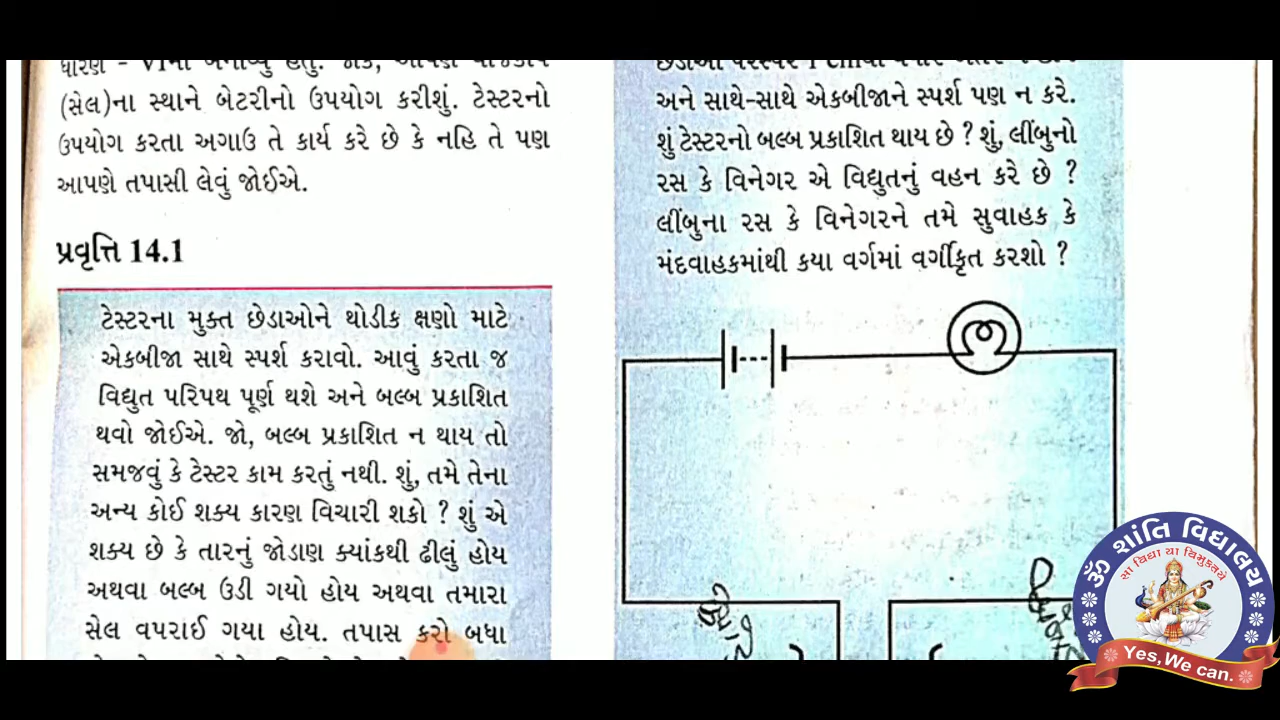 (સેલ)ના સ્થાને બેટરીનો ઉપયોગ કરીશું. ટેસ્ટરનો
ઉપયોગ કરતા અગાઉ તે કાર્ય કરે છે કે નહિ તે પણ
આપણે તપાસી લેવું જોઈએ.
પ્રવૃત્તિ 14.1
ટેસ્ટરના મુક્ત છેડાઓને થોડીક ક્ષણો માટે
એકબીજા સાથે સ્પર્શ કરાવો. આવું કરતા જ
વિદ્યુત પરિપથ પૂર્ણ થશે અને બલ્બ પ્રકાશિત
થવો જોઈએ. જો, બલ્બ પ્રકાશિત ન થાય તો
સમજવું કે ટેસ્ટર કામ કરતું નથી. શું, તમે તેના
અન્ય કોઈ શક્ય કારણ વિચારી શકો ? શું એ
શક્ય છે કે તારનું જોડાણ ક્યાંકથી ઢીલું હોય
અથવા બલ્બ ઉડી ગયો હોય અથવા તમારા
સેલ વપરાઈ ગયા હોય. તપાસ કરો બધા
અને સાથે-સાથે એકબીજાને સ્પર્શ પણ ન કરે.
શું ટેસ્ટરનો બલ્બ પ્રકાશિત થાય છે ? શું, લીંબુનો
રસ કે વિનેગર એ વિદ્યુતનું વહન કરે છે ?
લીંબુના રસ કે વિનેગરને તમે સુવાહક કે
મંદવાહકમાંથી કયા વર્ગમાં વર્ગીકૃત કરશો ?
ૐ શાંતિ વિદ્યાલય
સા વિદ્યા યા વિમુક્તયે
Yes, We can.